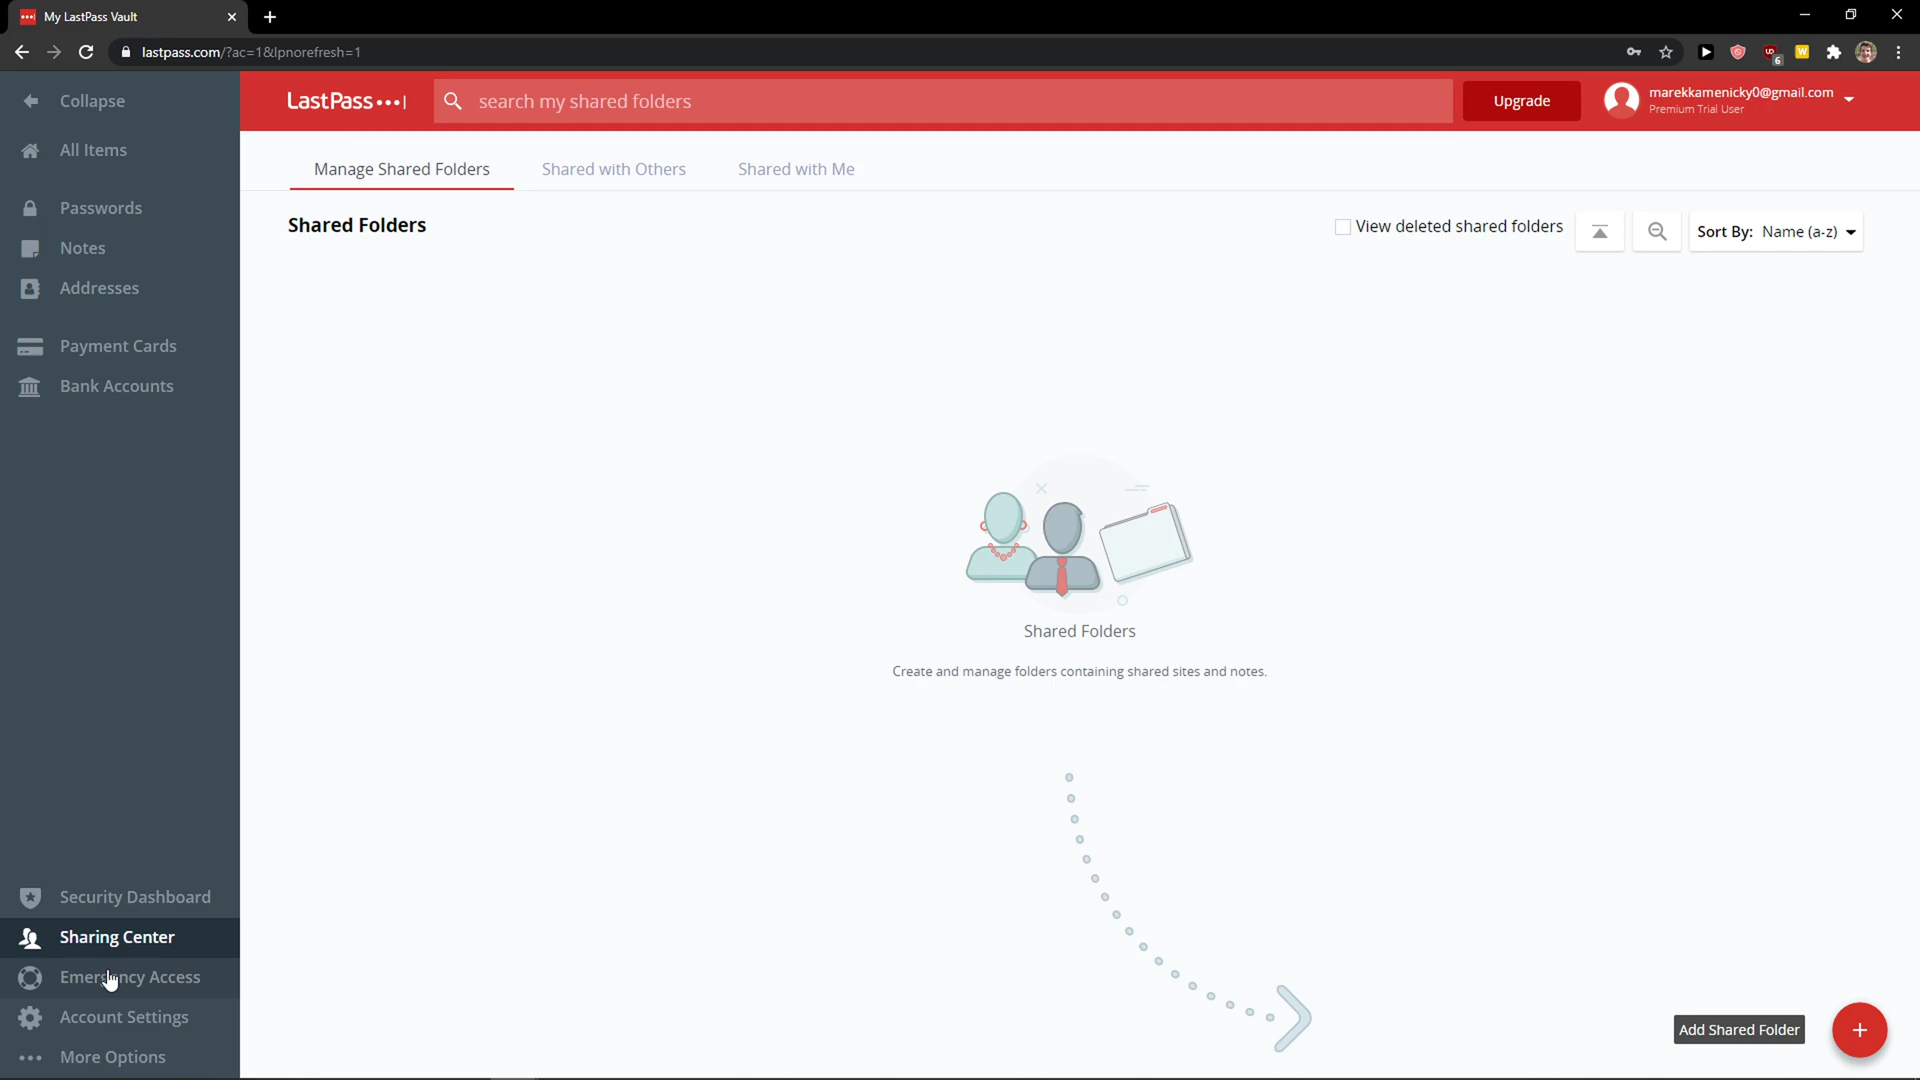 My LastPass Vault
lastpass.com/?ac=1&lpnorefresh=1
6
W
Collapse
LastPass
search my shared folders
Upgrade
marekkamenicky0@gmail.com
Premium Trial User
All Items
Manage Shared Folders
Shared with Others
Shared with Me
Passwords
Shared Folders
View deleted shared folders
Sort By: Name (a-z)
Notes
Addresses
Payment Cards
Bank Accounts
Shared Folders
Create and manage folders containing shared sites and notes.
Security Dashboard
Sharing Center
Emergency Access
Account Settings
Add Shared Folder
More Options